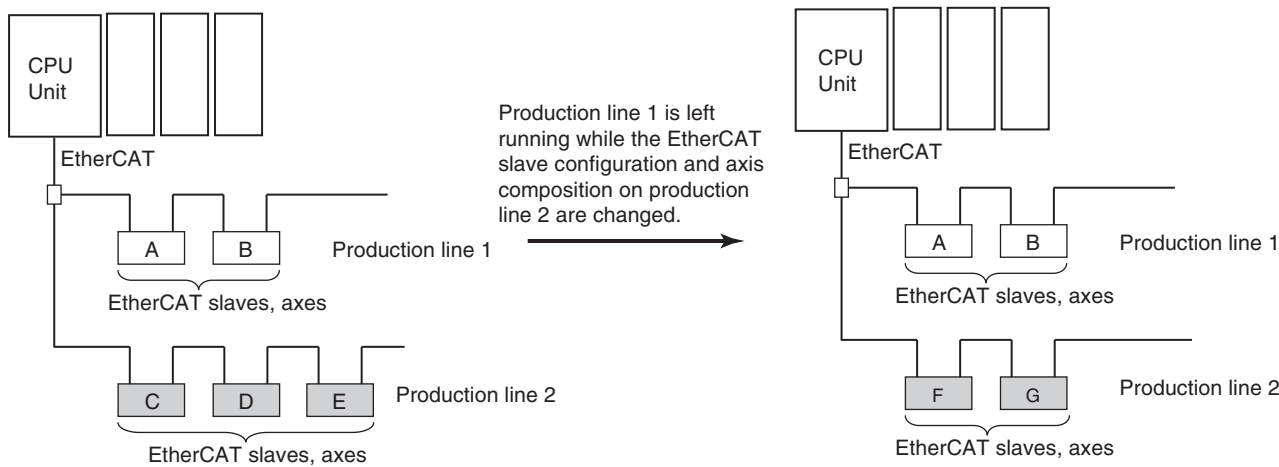 CPU
Unit
EtherCAT
A
B
Production line 1
EtherCAT slaves, axes
C
D
E
Production line 2
EtherCAT slaves, axes
Production line 1 is left
running while the EtherCAT
slave configuration and axis
composition on production
line 2 are changed.
CPU
Unit
EtherCAT
A
B
Production line 1
EtherCAT slaves, axes
F
G
Production line 2
EtherCAT slaves, axes